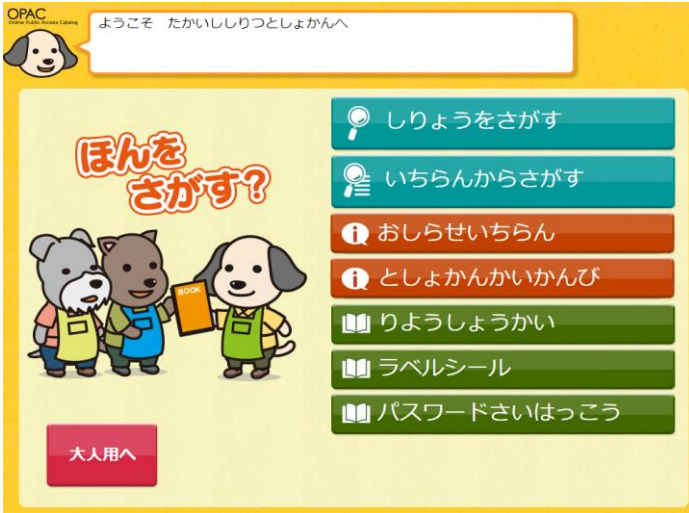 OPAC
Online Public Access Catalog
ようこそ　たかいししりつとしょかんへ
ほんを
さがす?
BOOK
しりょうをさがす
いちらんからさがす
おしらせいちらん
としょかんかいかんび
りようしょうかい
ラベルシール
パスワードさいはっこう
大人用へ